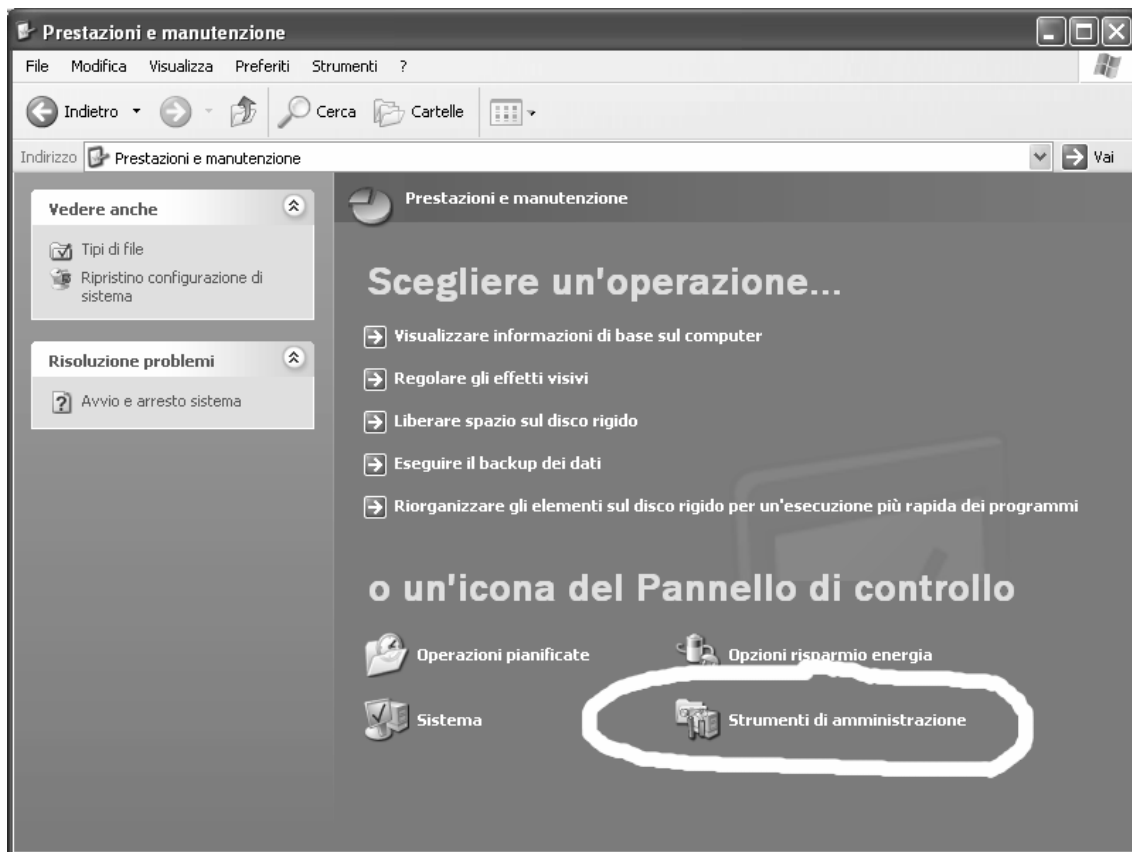 Prestazioni e manutenzione
File Modifica Visualizza Preferiti Strumenti ?
Indietro Cerca Cartelle
Indirizzo Prestazioni e manutenzione Vai
Vedere anche
Tipi di file
Ripristino configurazione di
sistema
Risoluzione problemi
Avvio e arresto sistema
Prestazioni e manutenzione
Scegliere un'operazione...
Visualizzare informazioni di base sul computer
Regolare gli effetti visivi
Liberare spazio sul disco rigido
Eseguire il backup dei dati
Riorganizzare gli elementi sul disco rigido per un'esecuzione più rapida dei programmi
o un'icona del Pannello di controllo
Operazioni pianificate
Opzioni risparmio energia
Sistema
Strumenti di amministrazione